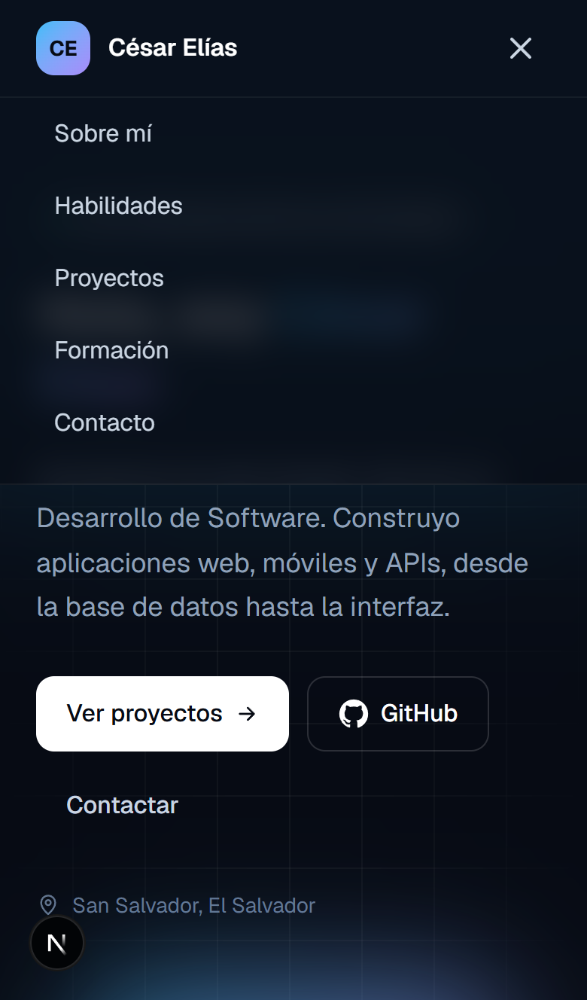 CE
César Elías
Sobre mí
Habilidades
Proyectos
Formación
Contacto
Desarrollo de Software. Construyo
aplicaciones web, móviles y APIs, desde
la base de datos hasta la interfaz.
Ver proyectos →
GitHub
Contactar
San Salvador, El Salvador
N